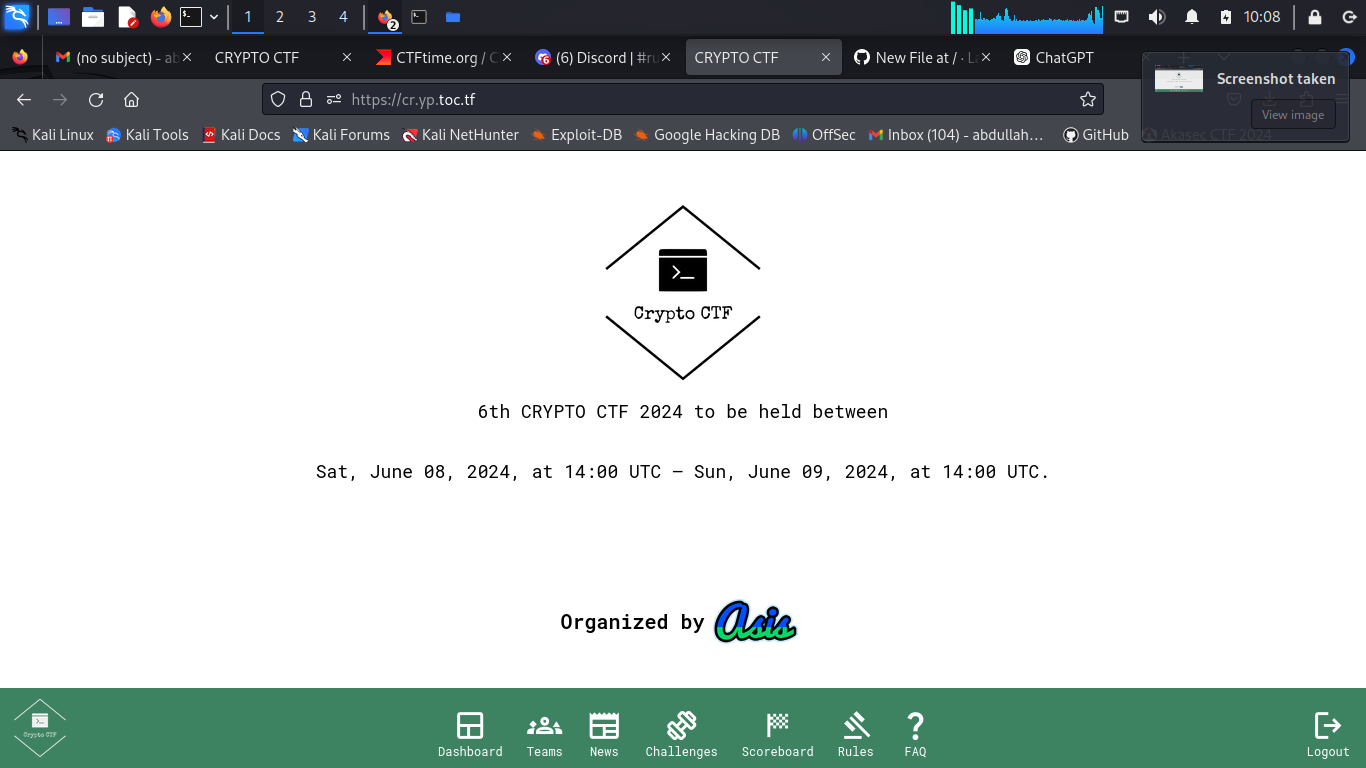 1 2 3 4 2 10:08
(no subject) - ab CRYPTO CTF CTFtime.org / C (6) Discord | #ru CRYPTO CTF New File at / · La ChatGPT
Screenshot taken
https://cr.yp.toc.tf
View image
Kali Linux Kali Tools Kali Docs Kali Forums Kali NetHunter Exploit-DB Google Hacking DB OffSec Inbox (104) - abdullah… GitHub Akasec CTF 2024
Crypto CTF
6th CRYPTO CTF 2024 to be held between
Sat, June 08, 2024, at 14:00 UTC — Sun, June 09, 2024, at 14:00 UTC.
Organized by Asis
Crypto CTF
Dashboard Teams News Challenges Scoreboard Rules FAQ Logout